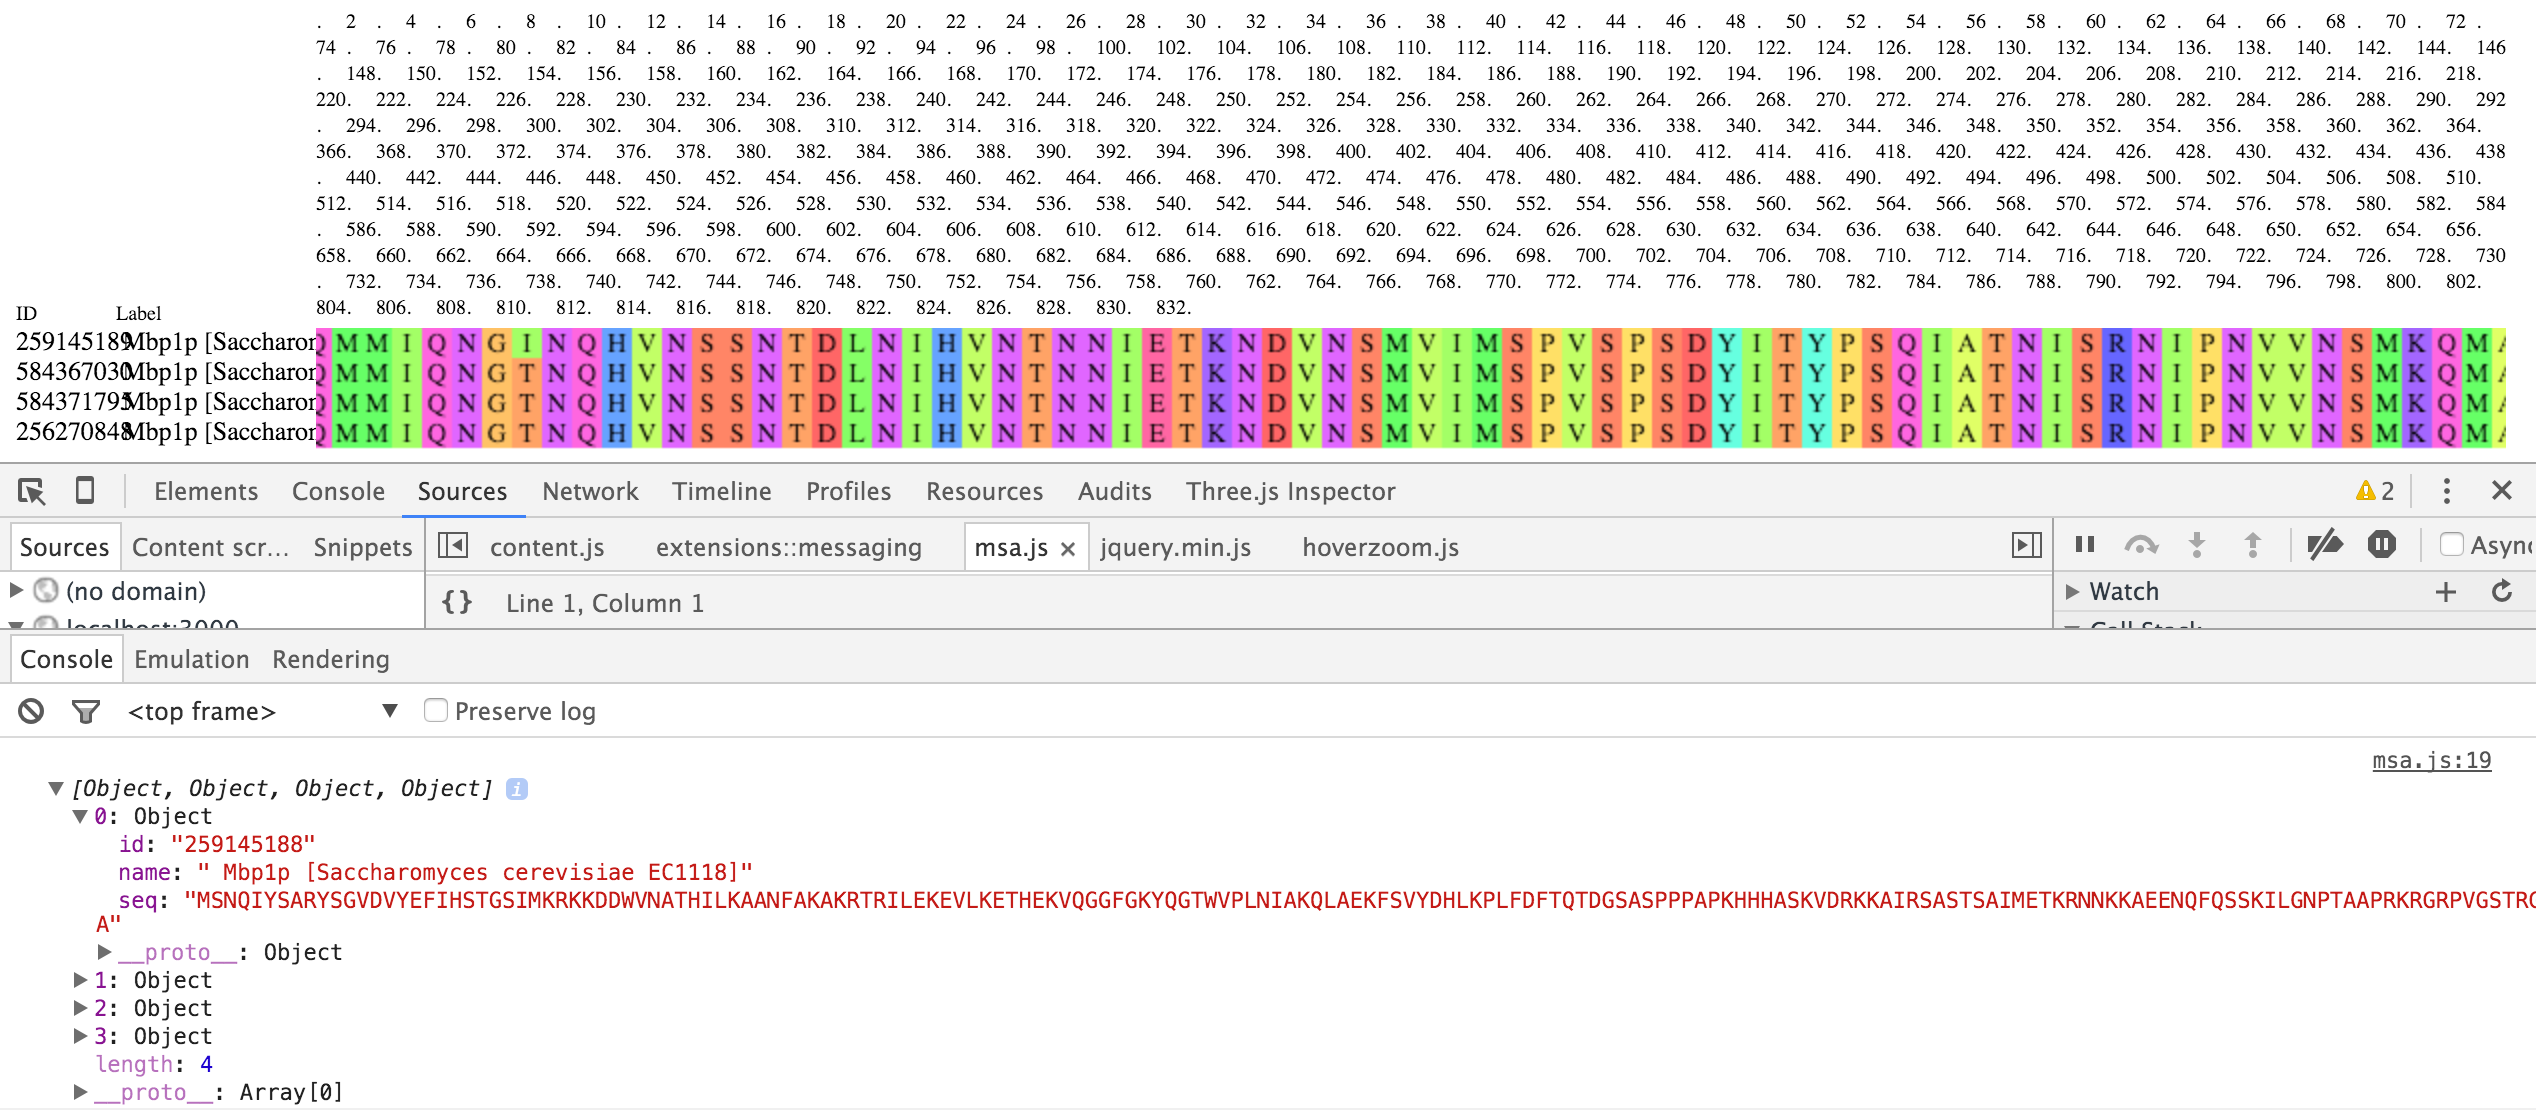 . 2 . 4 . 6 . 8 . 10 . 12 . 14 . 16 . 18 . 20 . 22 . 24 . 26 . 28 . 30 . 32 . 34 . 36 . 38 . 40 . 42 . 44 . 46 . 48 . 50 . 52 . 54 . 56 . 58 . 60 . 62 . 64 . 66 . 68 . 70 . 72 .
74 . 76 . 78 . 80 . 82 . 84 . 86 . 88 . 90 . 92 . 94 . 96 . 98 . 100. 102. 104. 106. 108. 110. 112. 114. 116. 118. 120. 122. 124. 126. 128. 130. 132. 134. 136. 138. 140. 142. 144. 146
. 148. 150. 152. 154. 156. 158. 160. 162. 164. 166. 168. 170. 172. 174. 176. 178. 180. 182. 184. 186. 188. 190. 192. 194. 196. 198. 200. 202. 204. 206. 208. 210. 212. 214. 216. 218.
220. 222. 224. 226. 228. 230. 232. 234. 236. 238. 240. 242. 244. 246. 248. 250. 252. 254. 256. 258. 260. 262. 264. 266. 268. 270. 272. 274. 276. 278. 280. 282. 284. 286. 288. 290. 292
. 294. 296. 298. 300. 302. 304. 306. 308. 310. 312. 314. 316. 318. 320. 322. 324. 326. 328. 330. 332. 334. 336. 338. 340. 342. 344. 346. 348. 350. 352. 354. 356. 358. 360. 362. 364.
366. 368. 370. 372. 374. 376. 378. 380. 382. 384. 386. 388. 390. 392. 394. 396. 398. 400. 402. 404. 406. 408. 410. 412. 414. 416. 418. 420. 422. 424. 426. 428. 430. 432. 434. 436. 438
. 440. 442. 444. 446. 448. 450. 452. 454. 456. 458. 460. 462. 464. 466. 468. 470. 472. 474. 476. 478. 480. 482. 484. 486. 488. 490. 492. 494. 496. 498. 500. 502. 504. 506. 508. 510.
512. 514. 516. 518. 520. 522. 524. 526. 528. 530. 532. 534. 536. 538. 540. 542. 544. 546. 548. 550. 552. 554. 556. 558. 560. 562. 564. 566. 568. 570. 572. 574. 576. 578. 580. 582. 584
. 586. 588. 590. 592. 594. 596. 598. 600. 602. 604. 606. 608. 610. 612. 614. 616. 618. 620. 622. 624. 626. 628. 630. 632. 634. 636. 638. 640. 642. 644. 646. 648. 650. 652. 654. 656.
658. 660. 662. 664. 666. 668. 670. 672. 674. 676. 678. 680. 682. 684. 686. 688. 690. 692. 694. 696. 698. 700. 702. 704. 706. 708. 710. 712. 714. 716. 718. 720. 722. 724. 726. 728. 730
. 732. 734. 736. 738. 740. 742. 744. 746. 748. 750. 752. 754. 756. 758. 760. 762. 764. 766. 768. 770. 772. 774. 776. 778. 780. 782. 784. 786. 788. 790. 792. 794. 796. 798. 800. 802.
804. 806. 808. 810. 812. 814. 816. 818. 820. 822. 824. 826. 828. 830. 832.
ID Label
259145188 Mbp1p [Saccharon Q M M I Q N G I N Q H V N S S N T D L N I H V N T N N I E T K N D V N S M V I M S P V S P S D Y I T Y P S Q I A T N I S R N I P N V V N S M K Q M A
584367030 Mbp1p [Saccharon Q M M I Q N G T N Q H V N S S N T D L N I H V N T N N I E T K N D V N S M V I M S P V S P S D Y I T Y P S Q I A T N I S R N I P N V V N S M K Q M A
584371795 Mbp1p [Saccharon Q M M I Q N G T N Q H V N S S N T D L N I H V N T N N I E T K N D V N S M V I M S P V S P S D Y I T Y P S Q I A T N I S R N I P N V V N S M K Q M A
256270848 Mbp1p [Saccharon Q M M I Q N G T N Q H V N S S N T D L N I H V N T N N I E T K N D V N S M V I M S P V S P S D Y I T Y P S Q I A T N I S R N I P N V V N S M K Q M A
Elements Console Sources Network Timeline Profiles Resources Audits Three.js Inspector 2
Sources Content scr... Snippets content.js extensions::messaging msa.js × jquery.min.js hoverzoom.js Async
(no domain) {} Line 1, Column 1 Watch
localhost:3000 Call Stack
Console Emulation Rendering
<top frame> Preserve log
msa.js:19
[Object, Object, Object, Object] i
0: Object
id: "259145188"
name: " Mbp1p [Saccharomyces cerevisiae EC1118]"
seq: "MSNQIYSARYSGVDVYEFIHSTGSIMKRKKDDWVNATHILKAANFAKAKRTRILEKEVLKETHEKVQGGFGKYQGTWVPLNIAKQLAEKFSVYDHLKPLFDFTQTDGSASPPPAPKHHHASKVDRKKAIRSASTSAIMETKRNNKKAEENQFQSSKILGNPTAAPRKRGRPVGSTRG
A"
__proto__: Object
1: Object
2: Object
3: Object
length: 4
__proto__: Array[0]